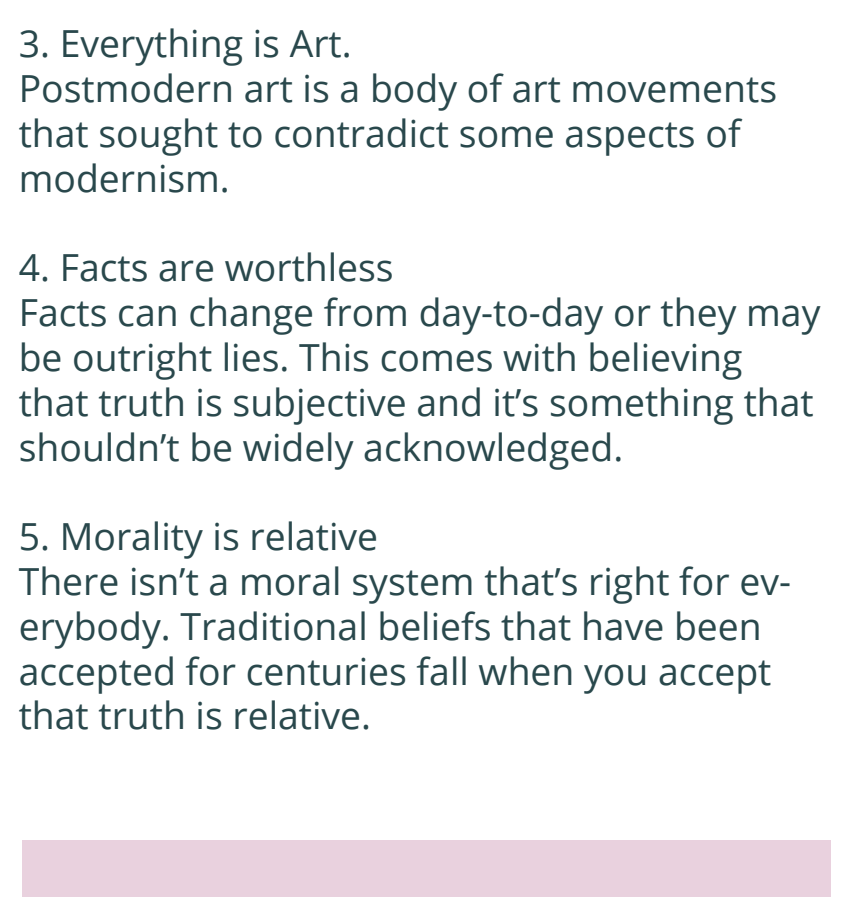 3. Everything is Art.
Postmodern art is a body of art movements
that sought to contradict some aspects of
modernism.
4. Facts are worthless
Facts can change from day-to-day or they may
be outright lies. This comes with believing
that truth is subjective and it’s something that
shouldn’t be widely acknowledged.
5. Morality is relative
There isn’t a moral system that’s right for ev-
erybody. Traditional beliefs that have been
accepted for centuries fall when you accept
that truth is relative.